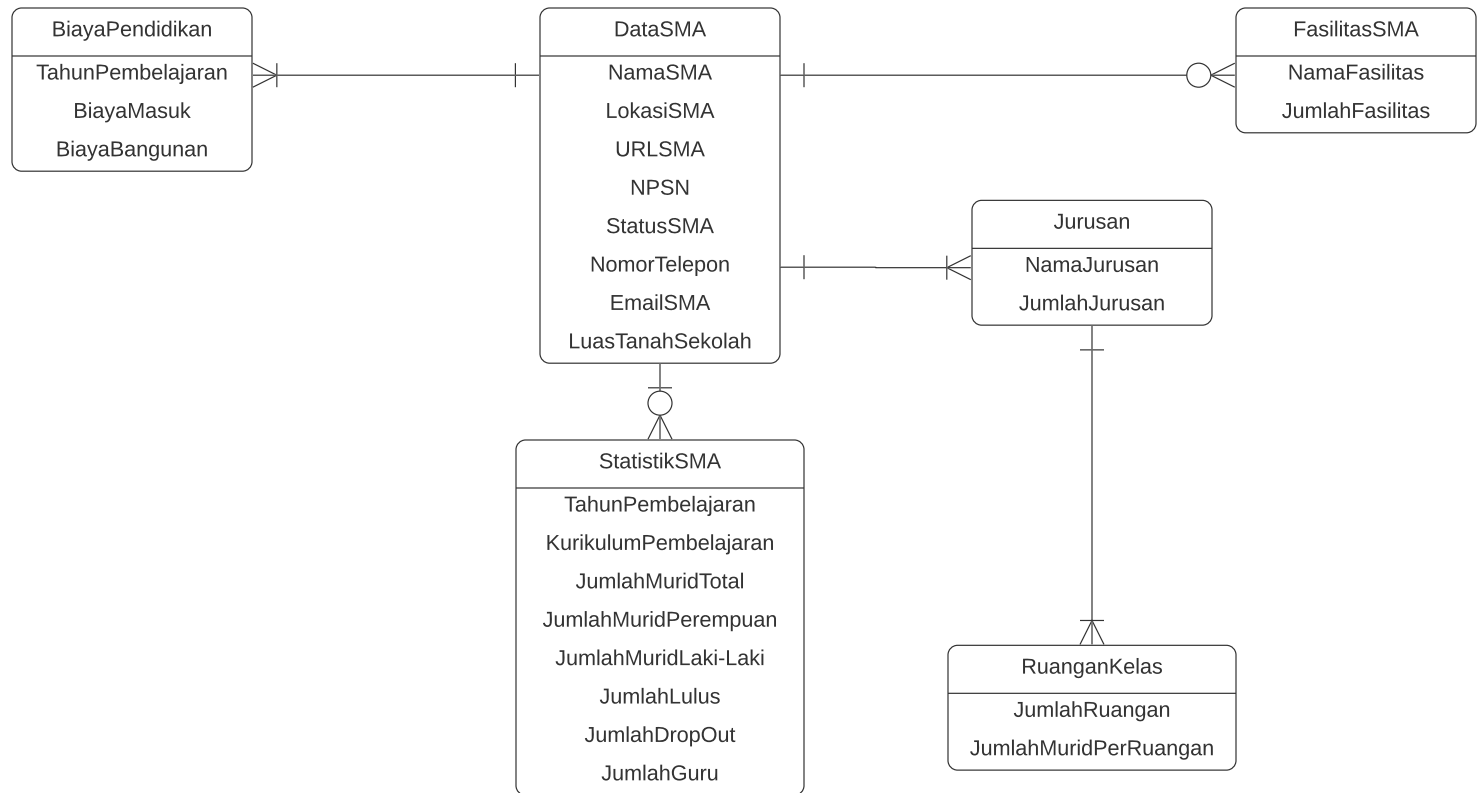 BiayaPendidikan
TahunPembelajaran
BiayaMasuk
BiayaBangunan
DataSMA
NamaSMA
LokasiSMA
URLSMA
NPSN
StatusSMA
NomorTelepon
EmailSMA
LuasTanahSekolah
FasilitasSMA
NamaFasilitas
JumlahFasilitas
Jurusan
NamaJurusan
JumlahJurusan
StatistikSMA
TahunPembelajaran
KurikulumPembelajaran
JumlahMuridTotal
JumlahMuridPerempuan
JumlahMuridLaki-Laki
JumlahLulus
JumlahDropOut
JumlahGuru
RuanganKelas
JumlahRuangan
JumlahMuridPerRuangan